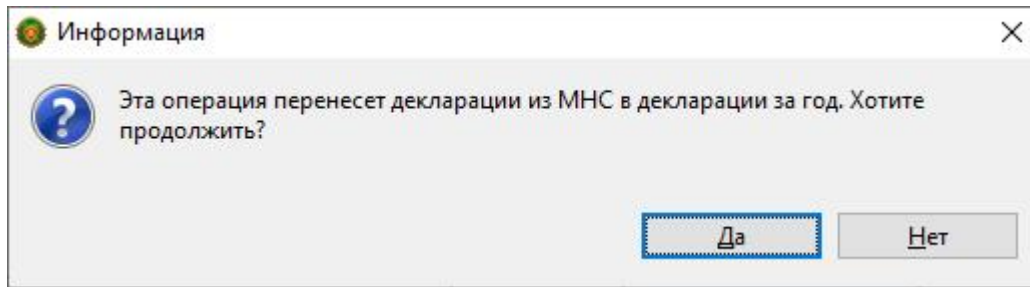 Информация
Эта операция перенесет декларации из МНС в декларации за год. Хотите
продолжить?
Да
Нет